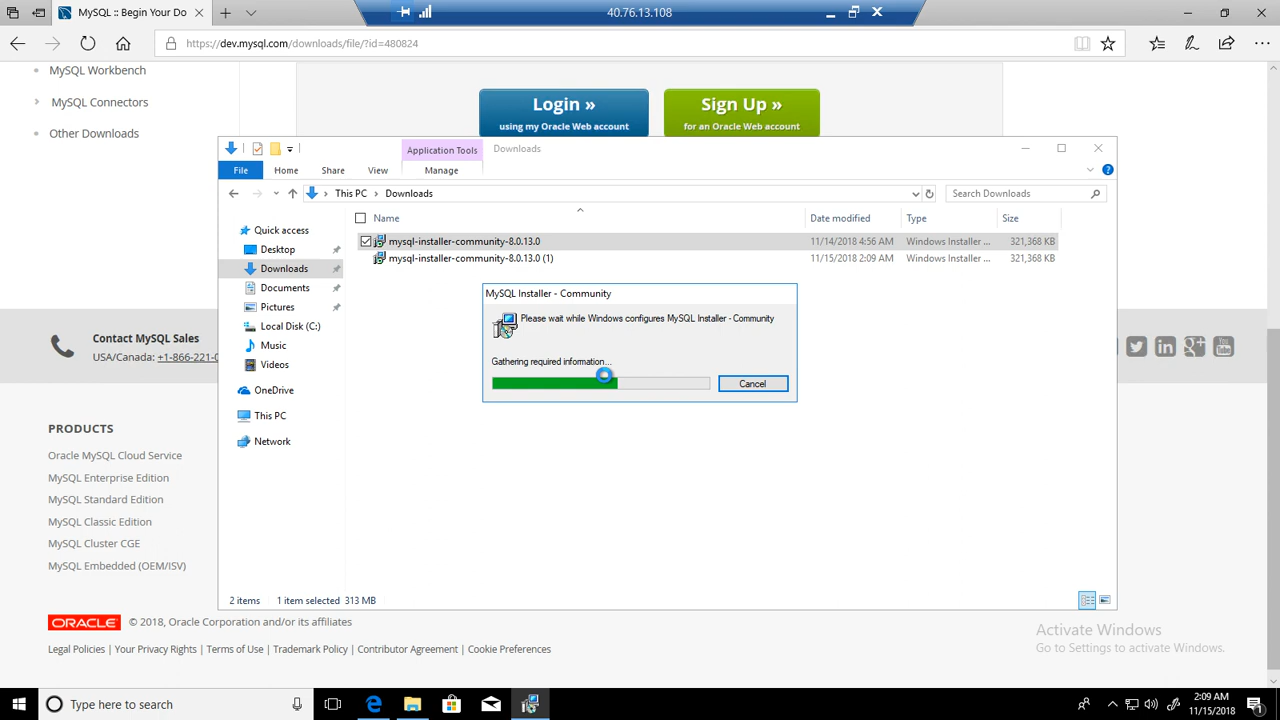 MySQL :: Begin Your Do
40.76.13.108
https://dev.mysql.com/downloads/file/?id=480824
MySQL Workbench
MySQL Connectors
Other Downloads
Login »
using my Oracle Web account
Sign Up »
for an Oracle Web account
Application Tools
Downloads
File
Home
Share
View
Manage
This PC
Downloads
Search Downloads
Name
Date modified
Type
Size
mysql-installer-community-8.0.13.0
11/14/2018 4:56 AM
Windows Installer ...
321,368 KB
mysql-installer-community-8.0.13.0 (1)
11/15/2018 2:09 AM
Windows Installer ...
321,368 KB
Quick access
Desktop
Downloads
Documents
Pictures
Local Disk (C:)
Music
Videos
OneDrive
This PC
Network
MySQL Installer - Community
Please wait while Windows configures MySQL Installer - Community
Gathering required information...
Cancel
2 items
1 item selected 313 MB
Contact MySQL Sales
USA/Canada: +1-866-221-0
You
Tube
PRODUCTS
Oracle MySQL Cloud Service
MySQL Enterprise Edition
MySQL Standard Edition
MySQL Classic Edition
MySQL Cluster CGE
MySQL Embedded (OEM/ISV)
ORACLE
© 2018, Oracle Corporation and/or its affiliates
Legal Policies | Your Privacy Rights | Terms of Use | Trademark Policy | Contributor Agreement | Cookie Preferences
Activate Windows
Go to Settings to activate Windows.
Type here to search
2:09 AM
11/15/2018
1